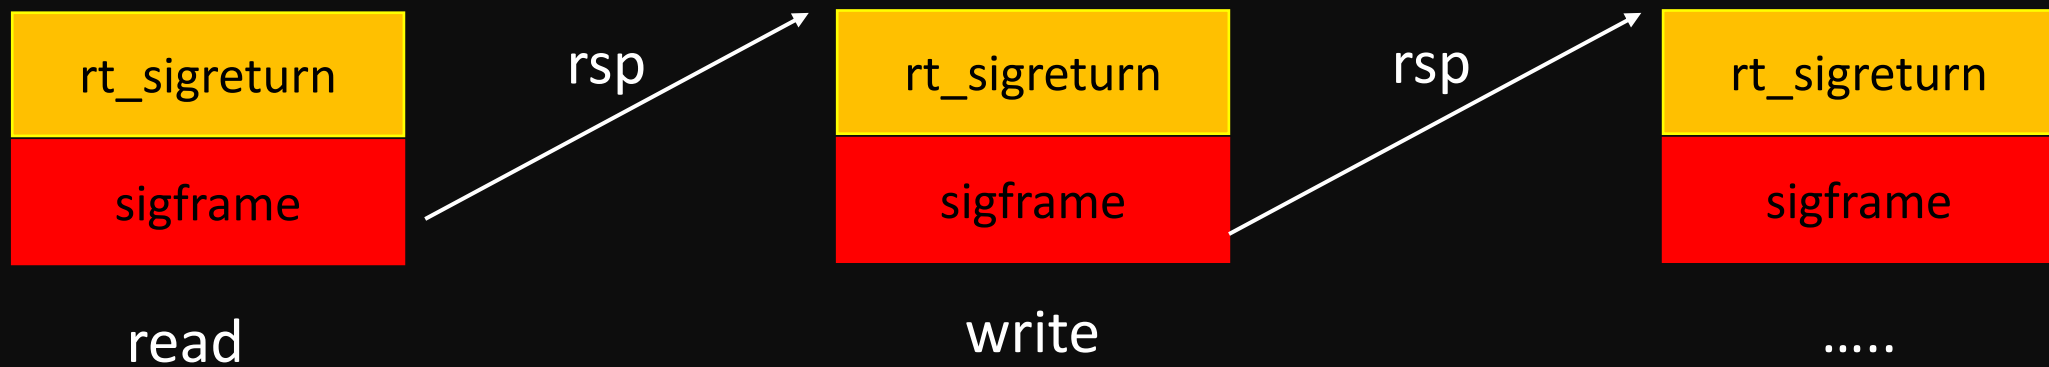 rt_sigreturn
sigframe
read
rsp
rt_sigreturn
sigframe
write
rsp
rt_sigreturn
sigframe
.....